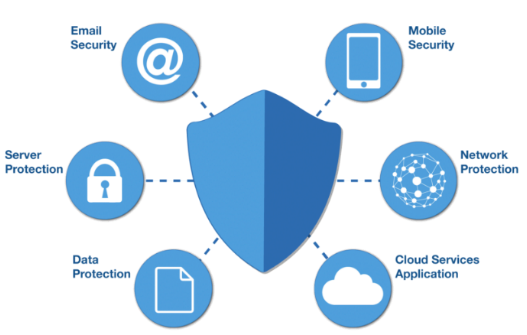 Email
Security
Mobile
Security
Server
Protection
Network
Protection
Data
Protection
Cloud Services
Application